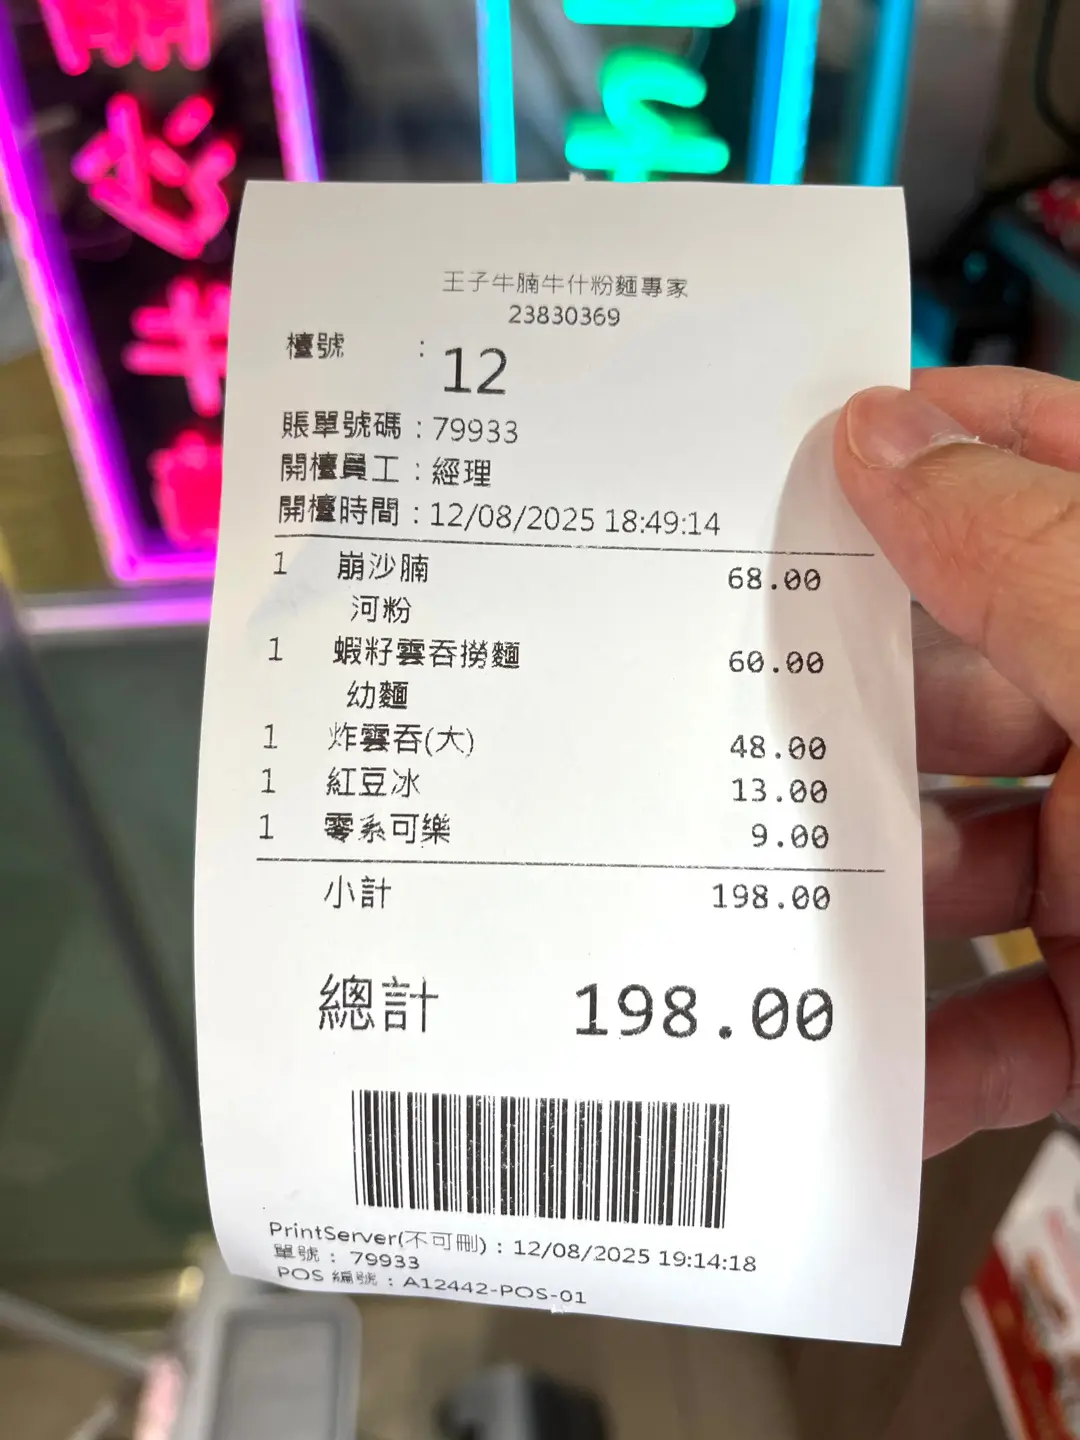 必
牛
王子牛腩牛什粉麵專家
23830369
檯號 : 12
賬單號碼 : 79933
開檯員工 : 經理
開檯時間 : 12/08/2025 18:49:14
1 崩沙腩 68.00
河粉
1 蝦籽雲吞撈麵 60.00
幼麵
1 炸雲吞(大) 48.00
1 紅豆冰 13.00
1 零系可樂 9.00
小計 198.00
總計 198.00
PrintServer(不可刪) : 12/08/2025 19:14:18
單號 : 79933
POS 編號 : A12442-POS-01